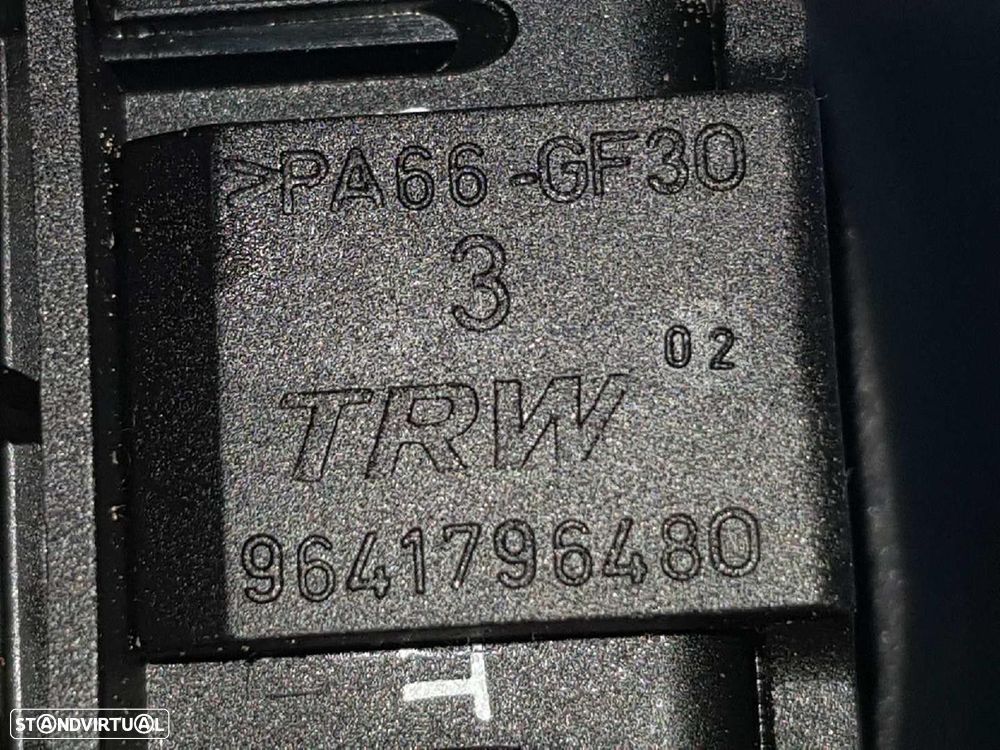 >PA66-GF30
3
02
TRW
9641796480
T
STANDVIRTUAL